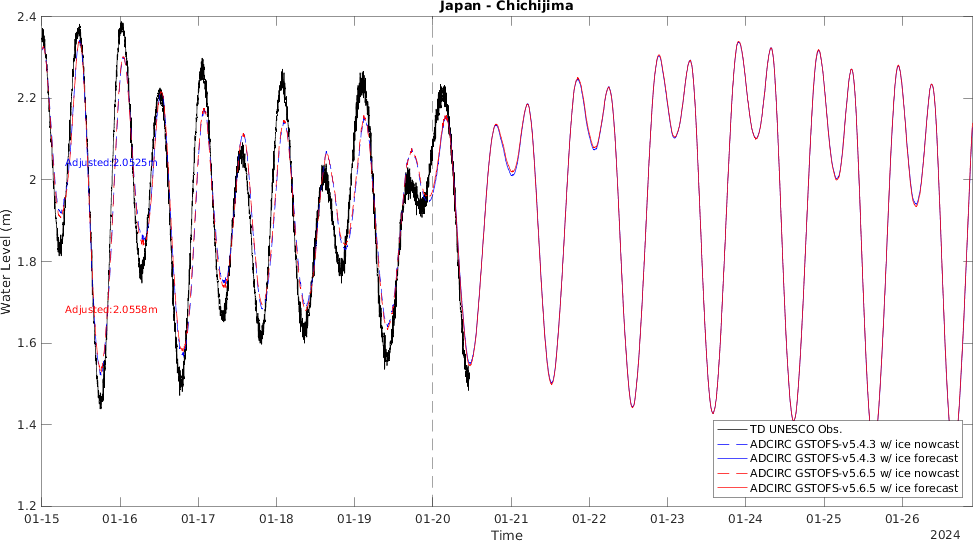 Japan - Chichijima
2.4
2.2
2
1.8
1.6
1.4
1.2
Water Level (m)
Adjusted:2.0525m
Adjusted:2.0558m
TD UNESCO Obs.
ADCIRC GSTOFS-v5.4.3 w/ ice nowcast
ADCIRC GSTOFS-v5.4.3 w/ ice forecast
ADCIRC GSTOFS-v5.6.5 w/ ice nowcast
ADCIRC GSTOFS-v5.6.5 w/ ice forecast
01-15 01-16 01-17 01-18 01-19 01-20 01-21 01-22 01-23 01-24 01-25 01-26
Time
2024